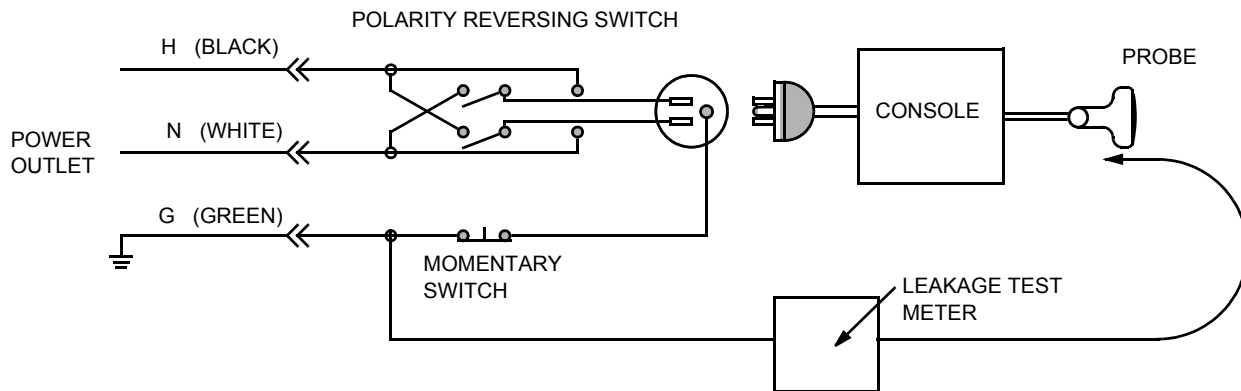 POLARITY REVERSING SWITCH
H (BLACK)
PROBE
CONSOLE
N (WHITE)
POWER
OUTLET
G (GREEN)
MOMENTARY
SWITCH
LEAKAGE TEST
METER